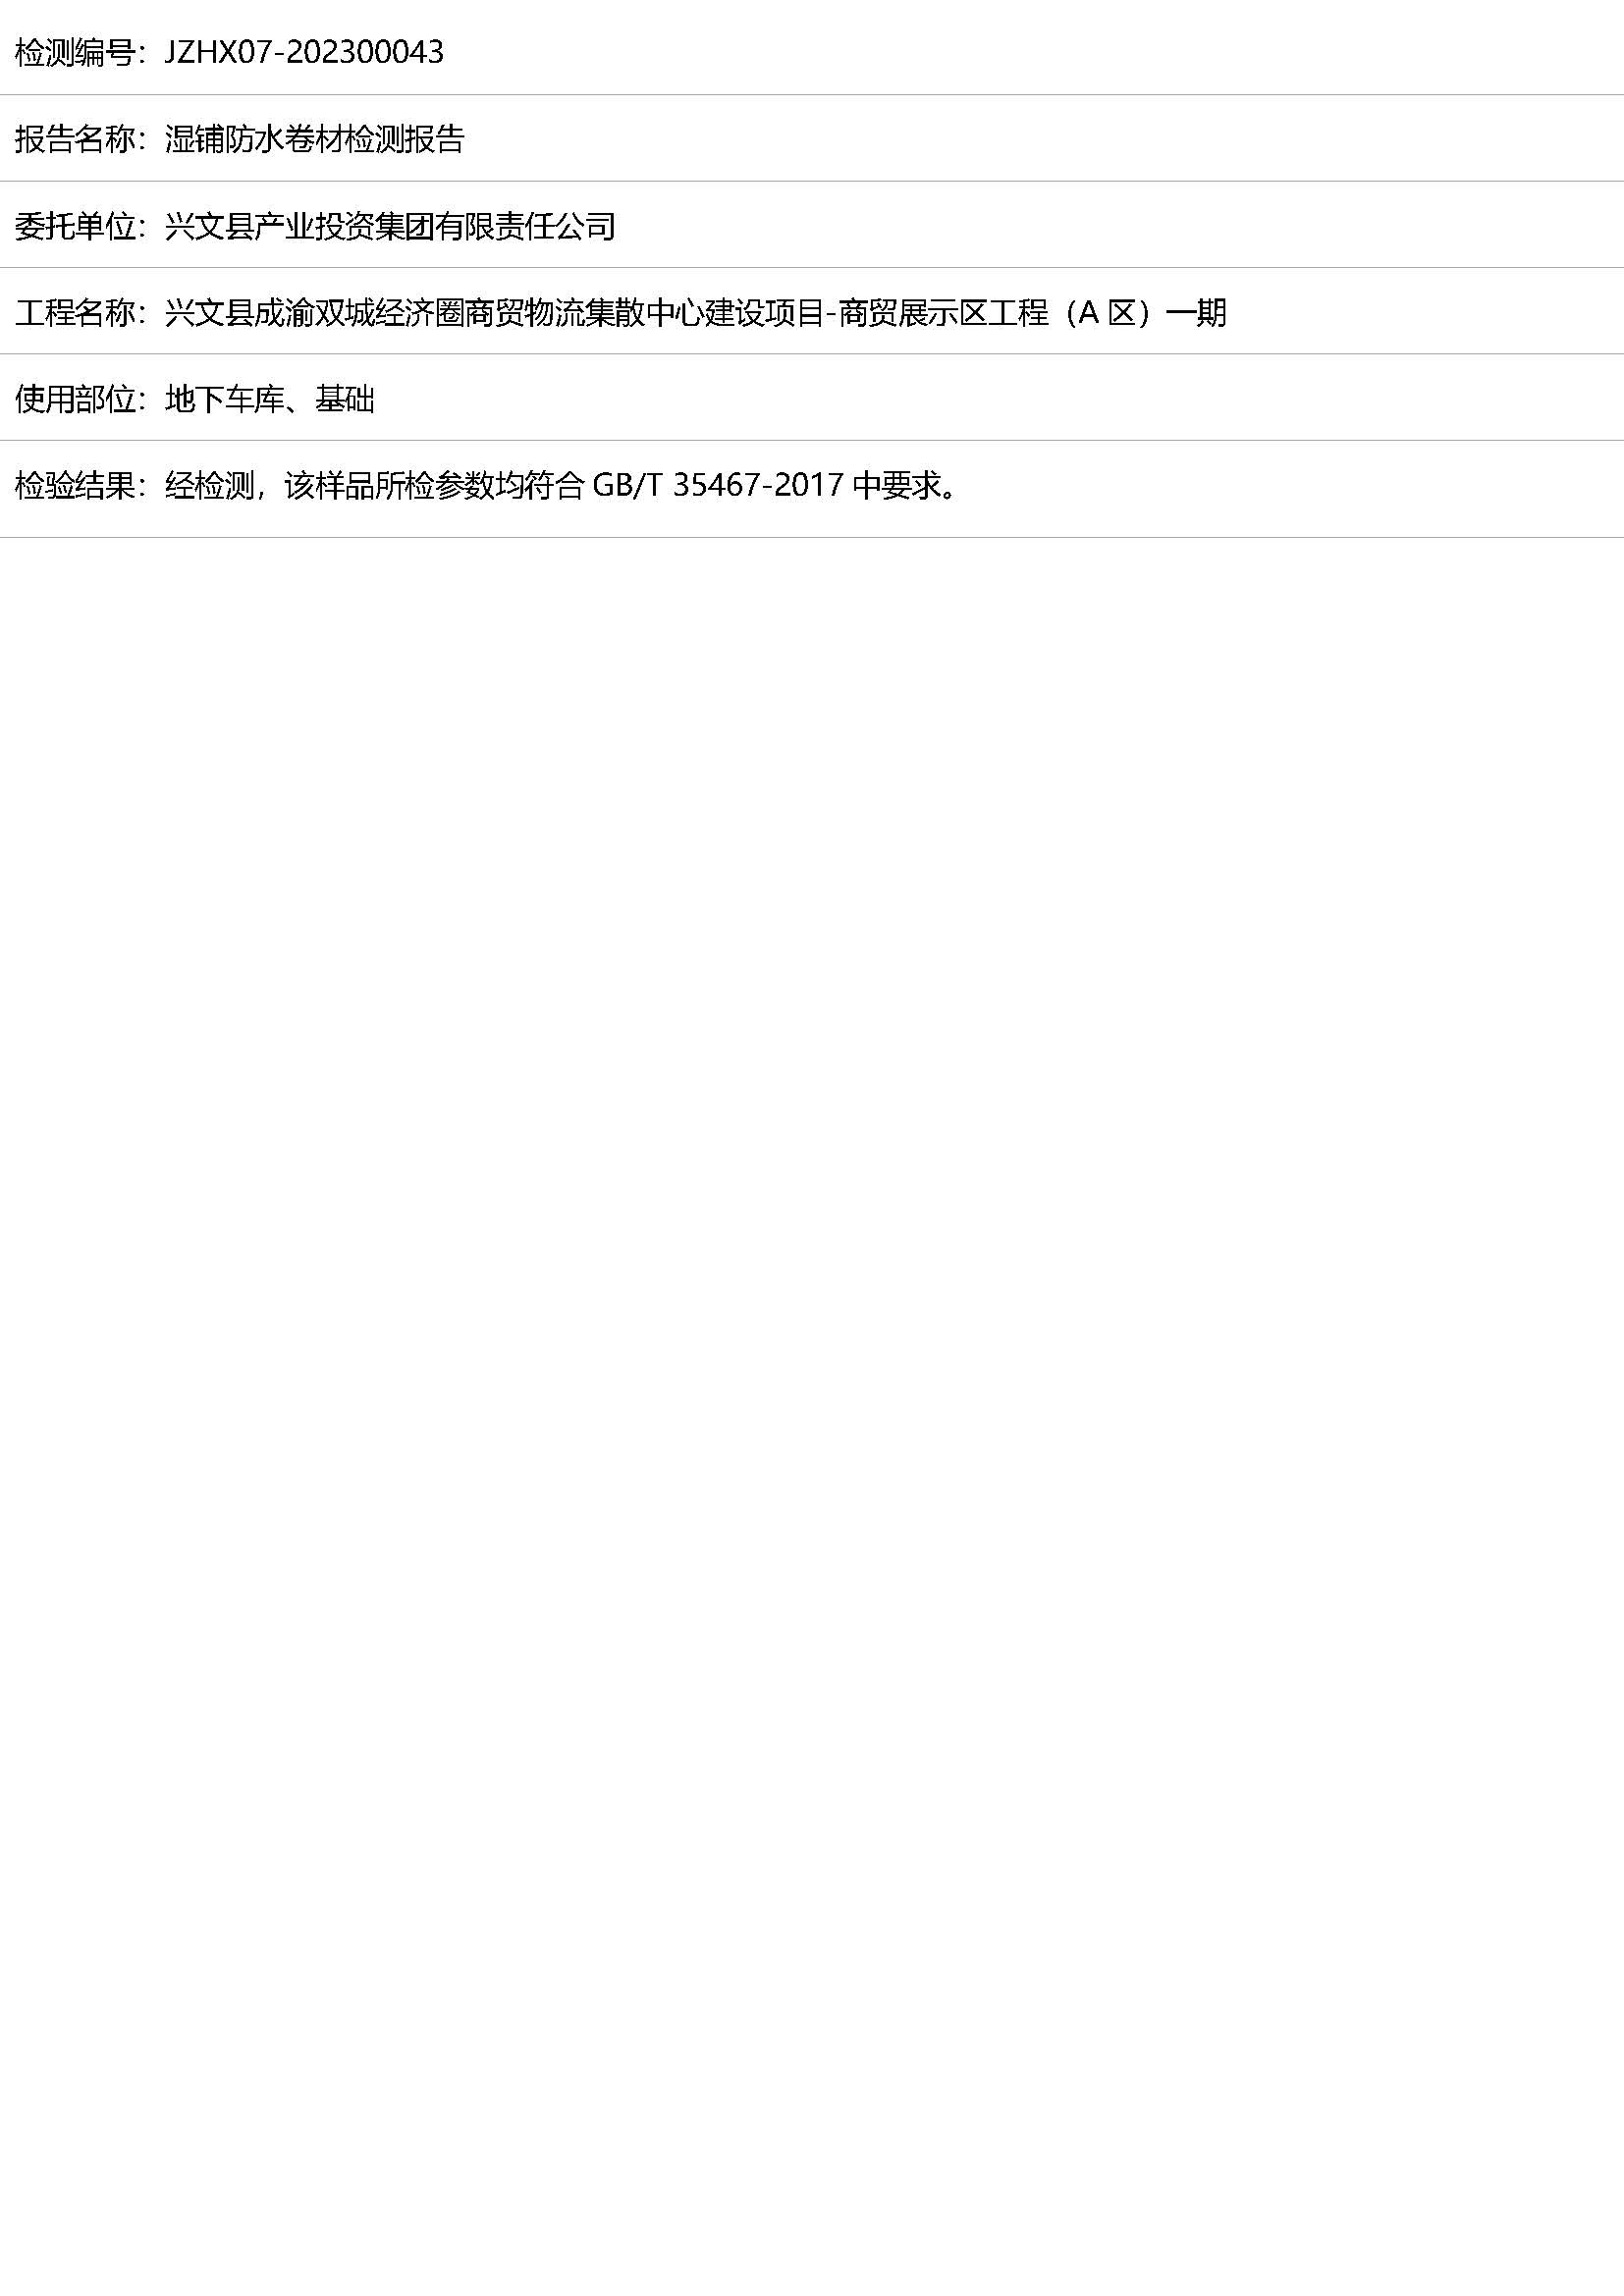 检测编号：JZHX07-202300043
报告名称：湿铺防水卷材检测报告
委托单位：兴文县产业投资集团有限责任公司
工程名称：兴文县成渝双城经济圈商贸物流集散中心建设项目-商贸展示区工程（A 区）一期
使用部位：地下车库、基础
检验结果：经检测，该样品所检参数均符合 GB/T 35467-2017 中要求。